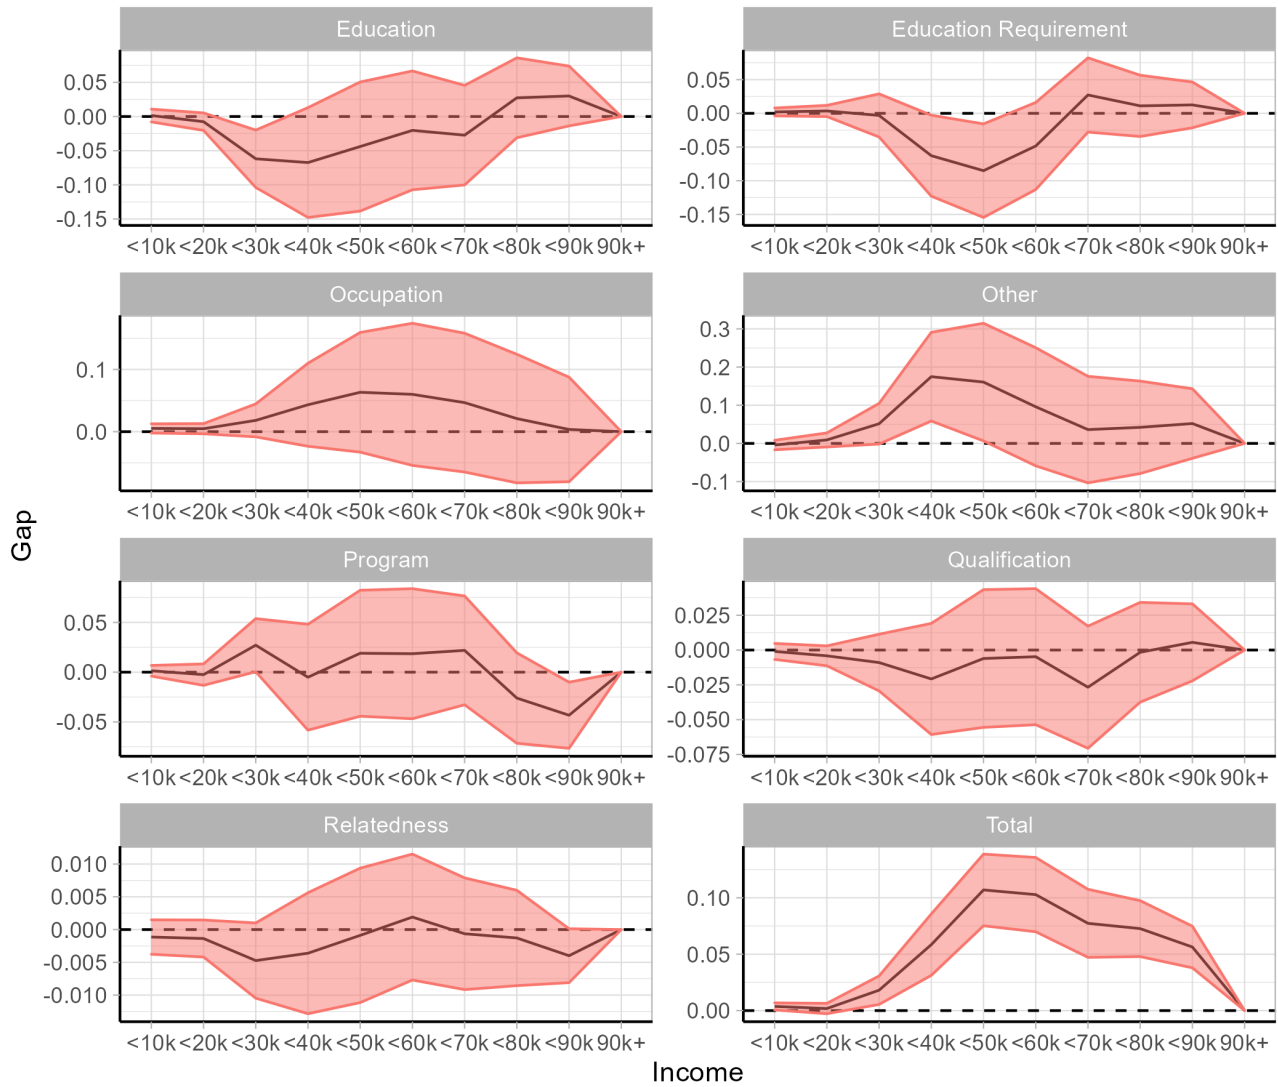 Education
0.05
0.00
-0.05
-0.10
-0.15
<10k <20k <30k <40k <50k <60k <70k <80k <90k 90k+
Education Requirement
0.05
0.00
-0.05
-0.10
-0.15
<10k <20k <30k <40k <50k <60k <70k <80k <90k 90k+
Occupation
0.1
0.0
<10k <20k <30k <40k <50k <60k <70k <80k <90k 90k+
Other
0.3
0.2
0.1
0.0
-0.1
<10k <20k <30k <40k <50k <60k <70k <80k <90k 90k+
Gap
Program
0.05
0.00
-0.05
<10k <20k <30k <40k <50k <60k <70k <80k <90k 90k+
Qualification
0.025
0.000
-0.025
-0.050
-0.075
<10k <20k <30k <40k <50k <60k <70k <80k <90k 90k+
Relatedness
0.010
0.005
0.000
-0.005
-0.010
<10k <20k <30k <40k <50k <60k <70k <80k <90k 90k+
Total
0.10
0.05
0.00
<10k <20k <30k <40k <50k <60k <70k <80k <90k 90k+
Income